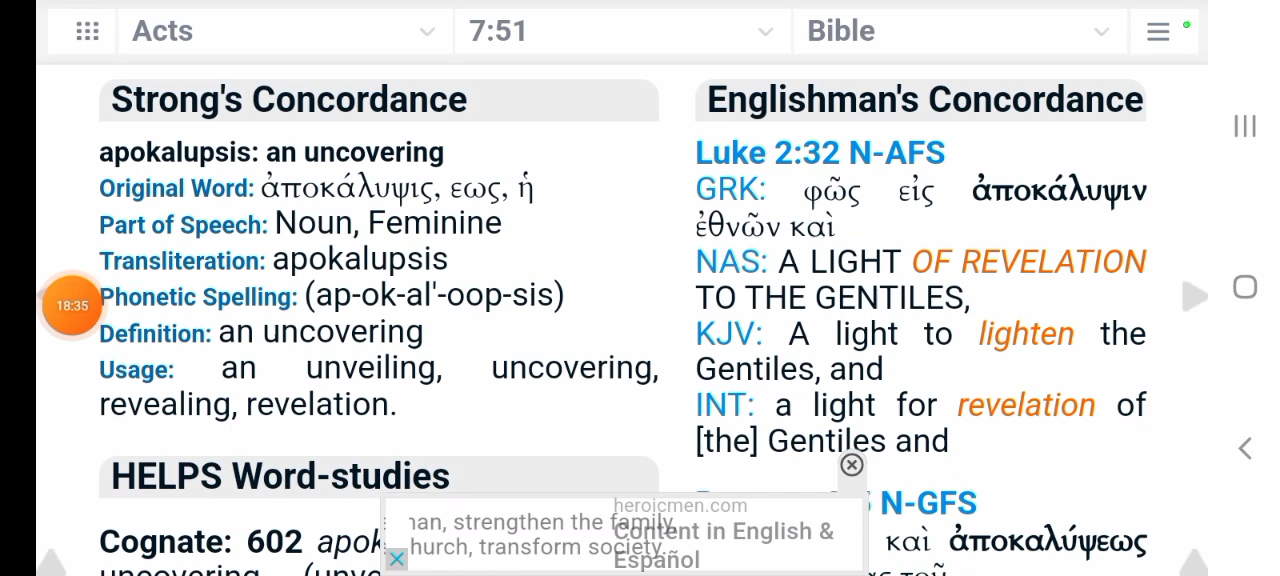 Acts 7:51 Bible
Strong's Concordance
apokalupsis: an uncovering
Original Word: ἀποκάλυψις, εως, ἡ
Part of Speech: Noun, Feminine
Transliteration: apokalupsis
Phonetic Spelling: (ap-ok-al'-oop-sis)
Definition: an uncovering
Usage: an unveiling, uncovering,
revealing, revelation.
HELPS Word-studies
Cognate: 602
18:35
Englishman's Concordance
Luke 2:32 N-AFS
GRK: φῶς εἰς ἀποκάλυψιν
ἐθνῶν καὶ
NAS: A LIGHT OF REVELATION
TO THE GENTILES,
KJV: A light to lighten the
Gentiles, and
INT: a light for revelation of
[the] Gentiles and
N-GFS
καὶ ἀποκαλύψεως
heroicmen.com
strengthen the family,
transform society.
Content in English &
Español